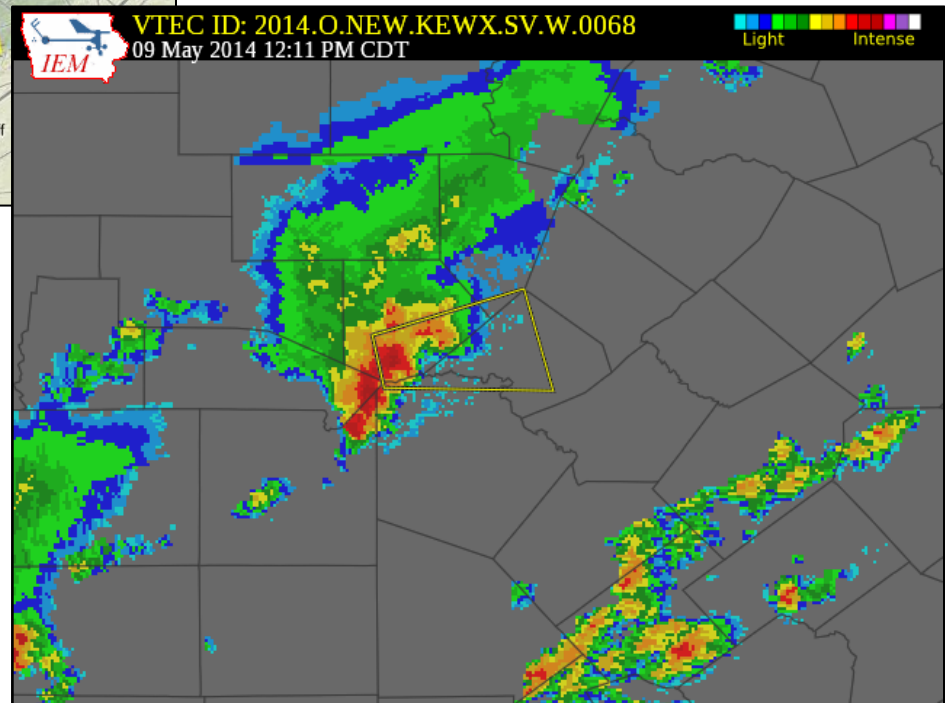 VTEC ID: 2014.O.NEW.KEWX.SV.W.0068
09 May 2014 12:11 PM CDT
IEM
Light
Intense